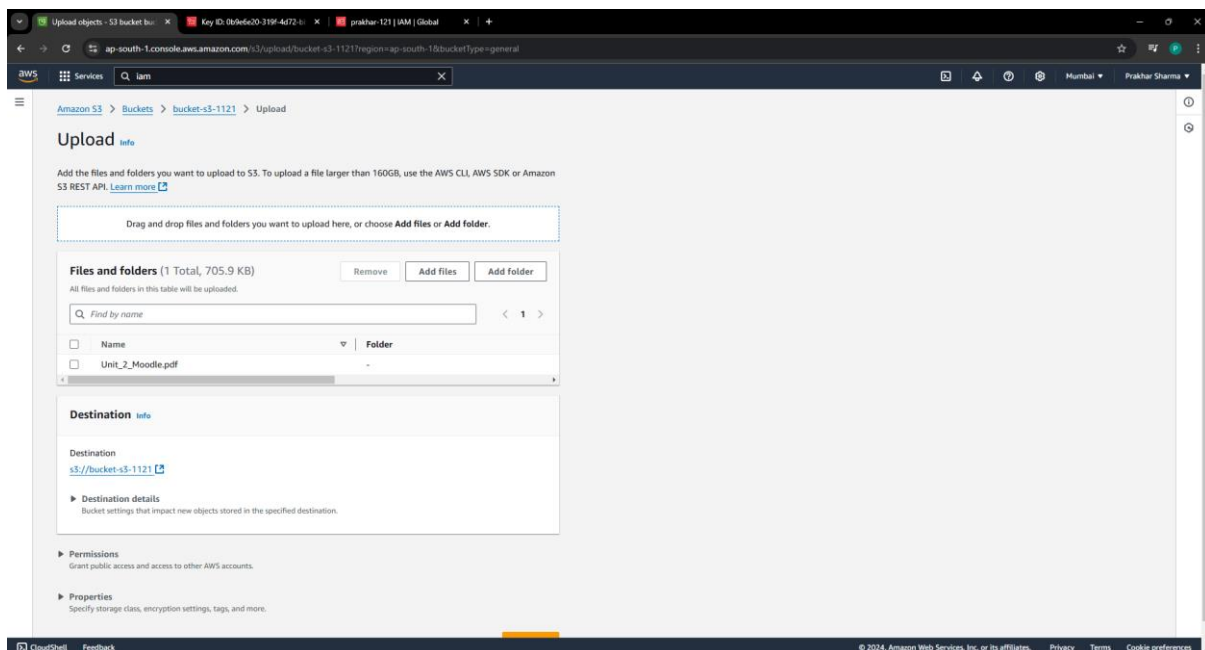 Upload objects - S3 bucket buc
Key ID: 0b9e6e20-319f-4d72-bi
prakhar-121 | IAM | Global
ap-south-1.console.aws.amazon.com/s3/upload/bucket-s3-1121?region=ap-south-1&bucketType=general
aws
Services
iam
Mumbai
Prakhar Sharma
Amazon S3 > Buckets > bucket-s3-1121 > Upload
Upload Info
Add the files and folders you want to upload to S3. To upload a file larger than 160GB, use the AWS CLI, AWS SDK or Amazon
S3 REST API. Learn more
Drag and drop files and folders you want to upload here, or choose Add files or Add folder.
Files and folders (1 Total, 705.9 KB)
Remove
Add files
Add folder
All files and folders in this table will be uploaded.
Find by name
1
Name
Folder
Unit_2_Moodle.pdf
-
Destination Info
Destination
s3://bucket-s3-1121
Destination details
Bucket settings that impact new objects stored in the specified destination.
Permissions
Grant public access and access to other AWS accounts.
Properties
Specify storage class, encryption settings, tags, and more.
CloudShell
Feedback
© 2024, Amazon Web Services, Inc. or its affiliates.
Privacy
Terms
Cookie preferences